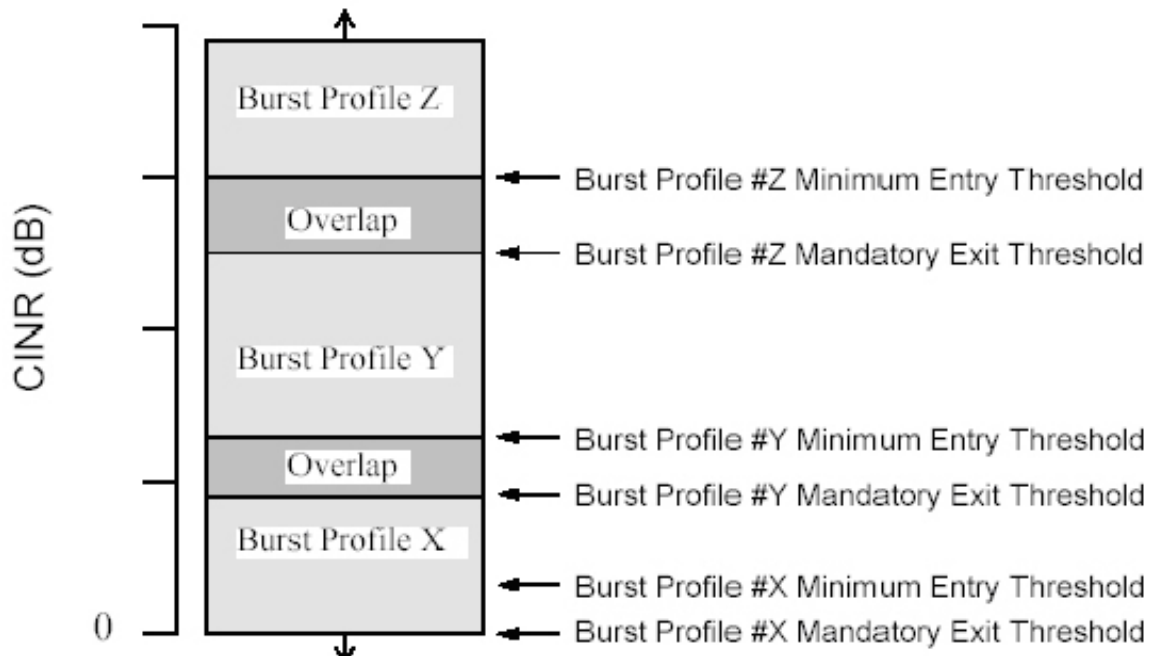 CINR (dB)
0
Burst Profile Z
Overlap
Burst Profile Y
Overlap
Burst Profile X
Burst Profile #Z Minimum Entry Threshold
Burst Profile #Z Mandatory Exit Threshold
Burst Profile #Y Minimum Entry Threshold
Burst Profile #Y Mandatory Exit Threshold
Burst Profile #X Minimum Entry Threshold
Burst Profile #X Mandatory Exit Threshold